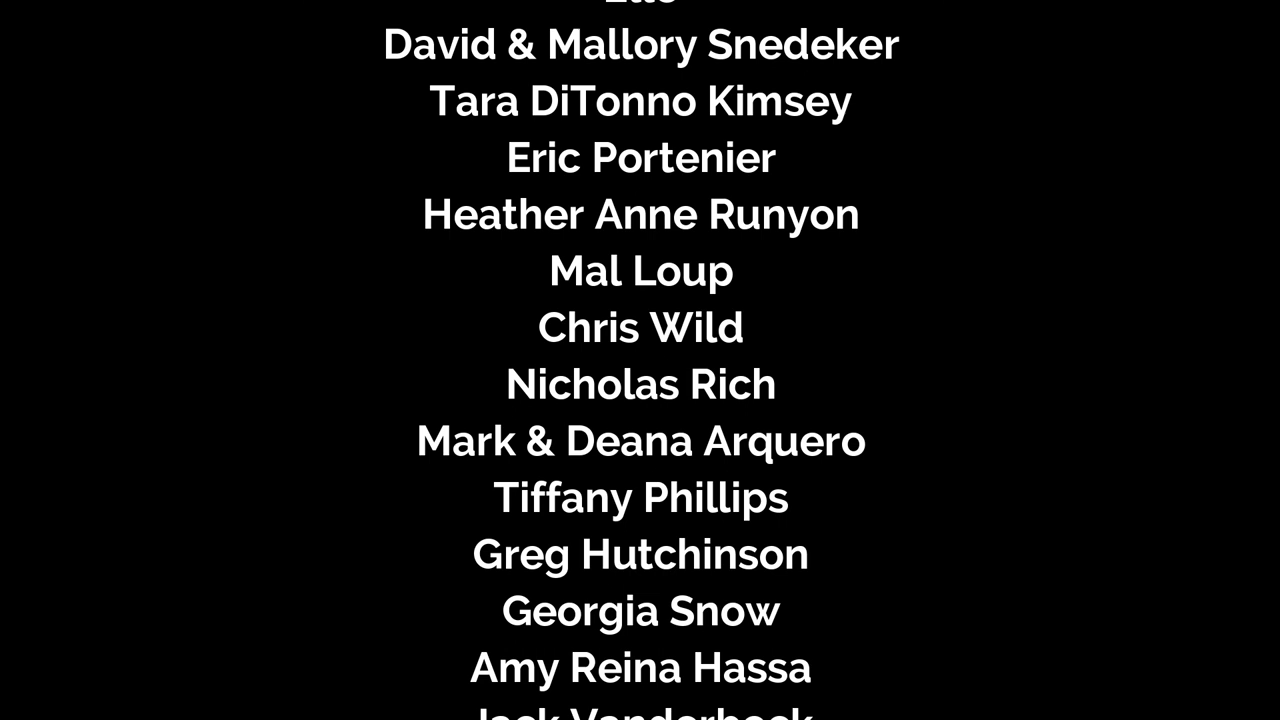 David & Mallory Snedeker
Tara DiTonno Kimsey
Eric Portenier
Heather Anne Runyon
Mal Loup
Chris Wild
Nicholas Rich
Mark & Deana Arquero
Tiffany Phillips
Greg Hutchinson
Georgia Snow
Amy Reina Hassa